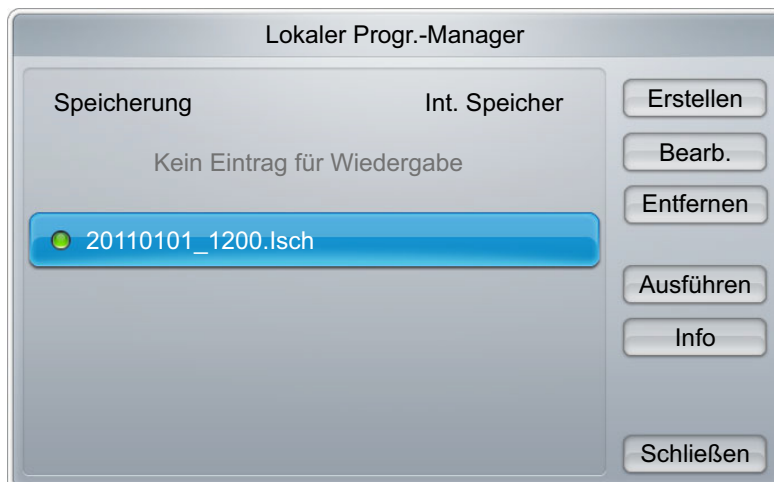 Lokaler Progr.-Manager
Speicherung Int. Speicher
Kein Eintrag für Wiedergabe
20110101_1200.lsch
Erstellen
Bearb.
Entfernen
Ausführen
Info
Schließen